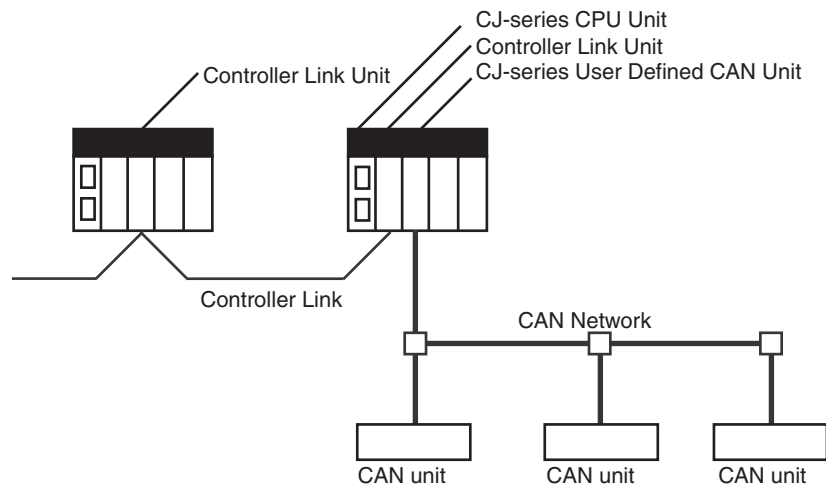 CJ-series CPU Unit
Controller Link Unit
Controller Link Unit
CJ-series User Defined CAN Unit
Controller Link
CAN Network
CAN unit
CAN unit
CAN unit